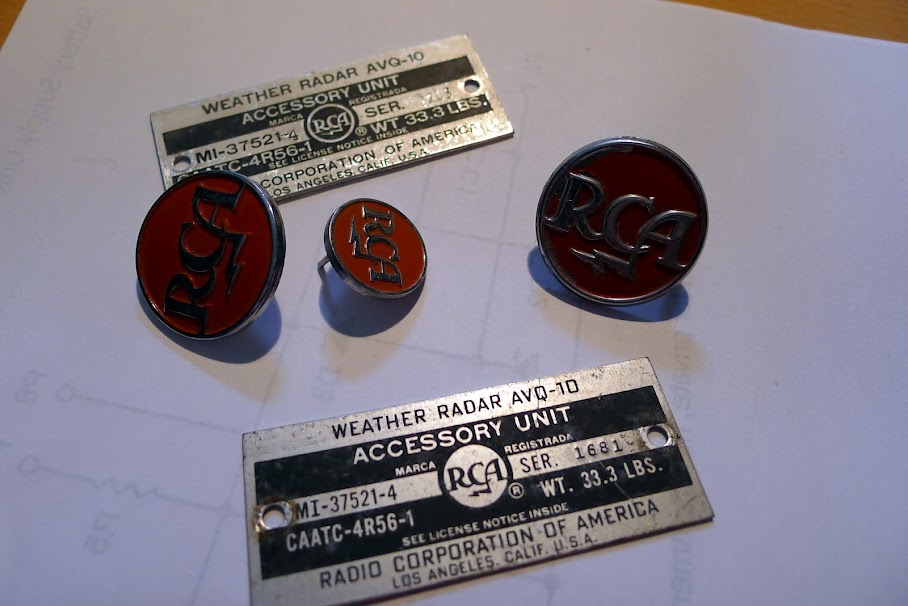 WEATHER RADAR AVQ-10
ACCESSORY UNIT
MARCA RCA REGISTRADA
MI-37521-4 SER.
CAATC-4R56-1 ® WT 33.3 LBS.
SEE LICENSE NOTICE INSIDE
CORPORATION OF AMERICA
LOS ANGELES, CALIF. U.S.A.
RCA
RCA
RCA
WEATHER RADAR AVQ-10
ACCESSORY UNIT
MARCA RCA REGISTRADA
MI-37521-4 SER. 1681
CAATC-4R56-1 ® WT. 33.3 LBS.
SEE LICENSE NOTICE INSIDE
RADIO CORPORATION OF AMERICA
LOS ANGELES, CALIF. U.S.A.